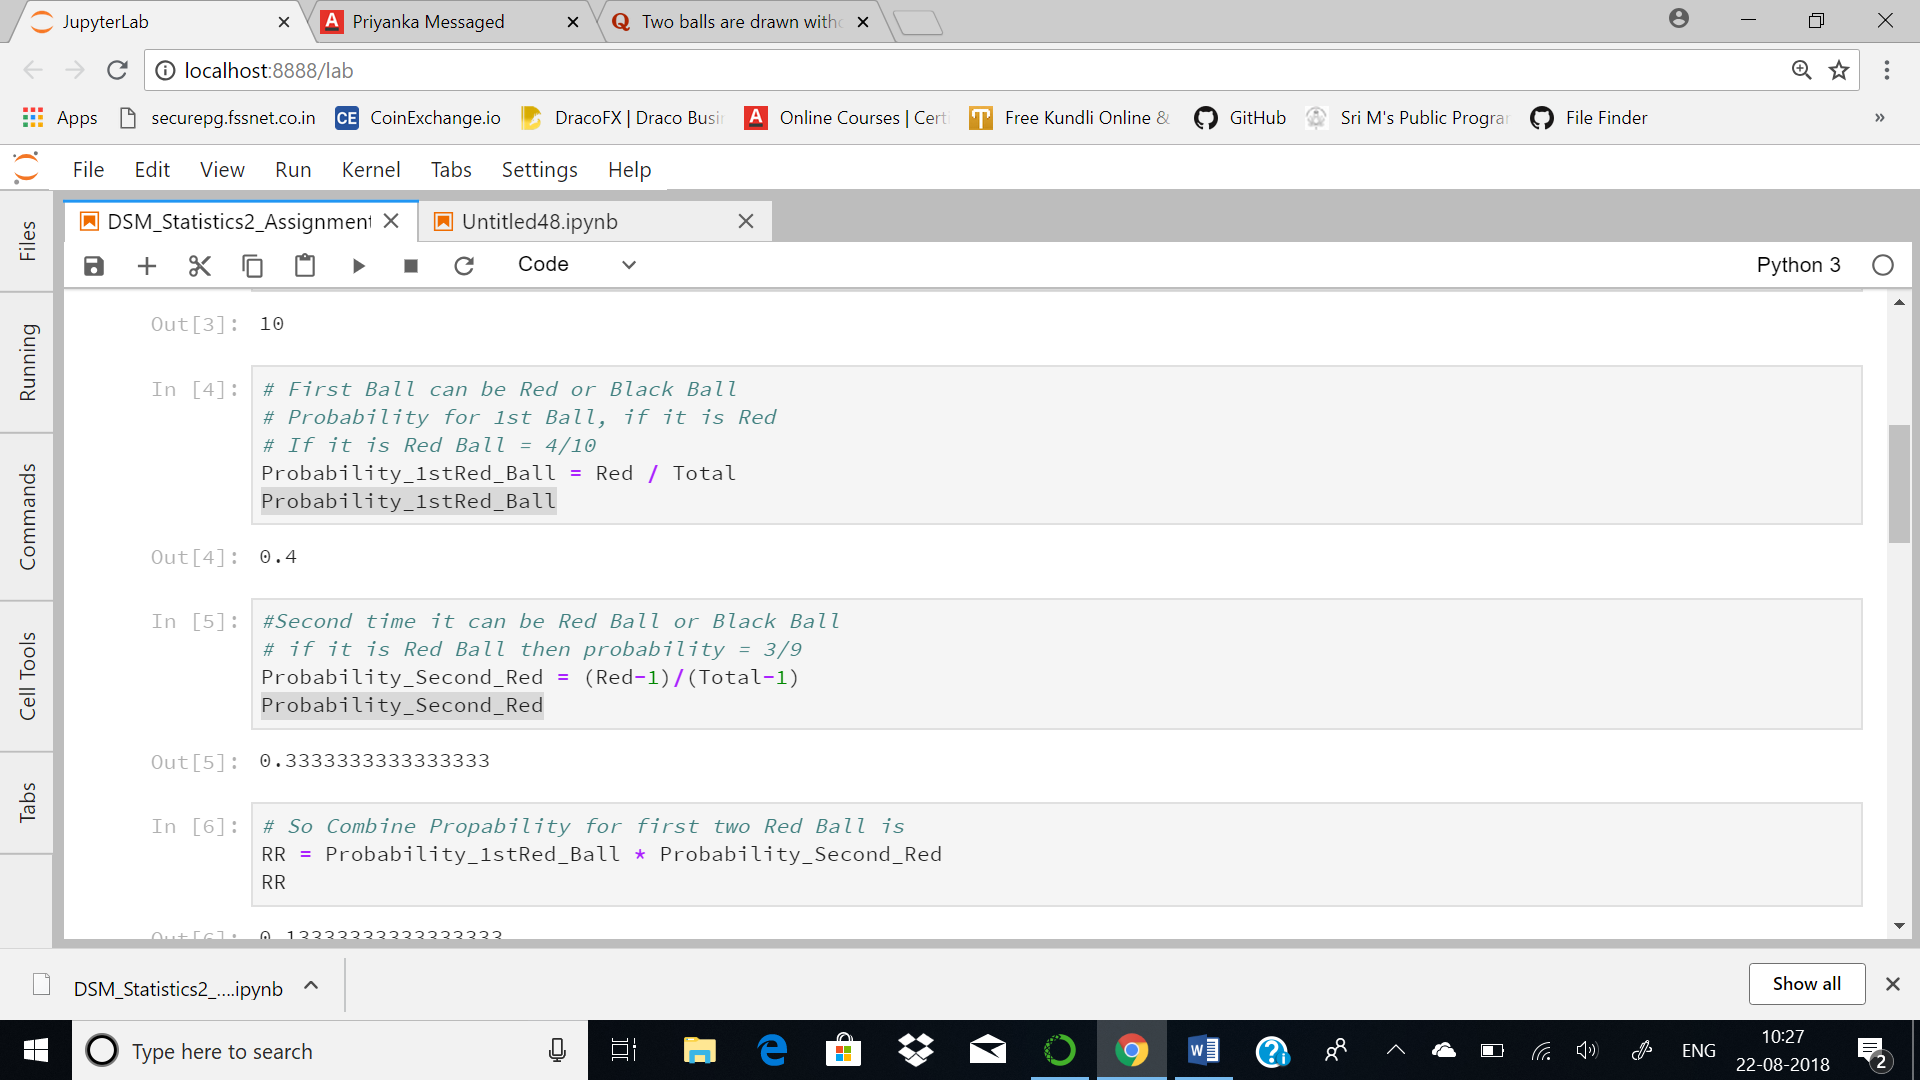 JupyterLab
Priyanka Messaged
Two balls are drawn with
localhost:8888/lab
Apps
securepg.fssnet.co.in
CE CoinExchange.io
DracoFX | Draco Busi
Online Courses | Certi
Free Kundli Online &
GitHub
Sri M's Public Progra
File Finder
»
File Edit View Run Kernel Tabs Settings Help
Files
Running
Commands
Cell Tools
Tabs
DSM_Statistics2_Assignment
Untitled48.ipynb
Code
Python 3
Out[3]: 10
In [4]: # First Ball can be Red or Black Ball
# Probability for 1st Ball, if it is Red
# If it is Red Ball = 4/10
Probability_1stRed_Ball = Red / Total
Probability_1stRed_Ball
Out[4]: 0.4
In [5]: #Second time it can be Red Ball or Black Ball
# if it is Red Ball then probability = 3/9
Probability_Second_Red = (Red-1)/(Total-1)
Probability_Second_Red
Out[5]: 0.3333333333333333
In [6]: # So Combine Propability for first two Red Ball is
RR = Probability_1stRed_Ball * Probability_Second_Red
RR
Out[6]: 0.13333333333333333
DSM_Statistics2_....ipynb
Show all
Type here to search
ENG
10:27
22-08-2018
2